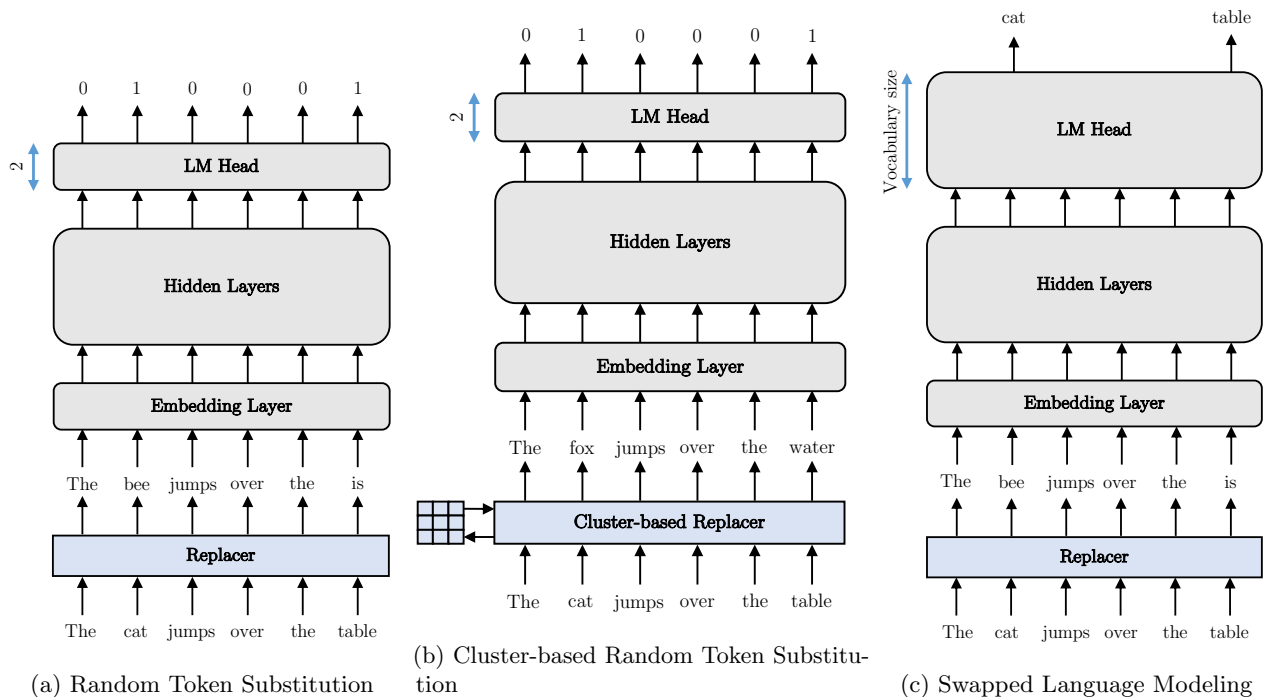 0 1 0 0 0 1
2
LM Head
Hidden Layers
Embedding Layer
The bee jumps over the is
Replacer
The cat jumps over the table
(a) Random Token Substitution
0 1 0 0 0 1
2
LM Head
Hidden Layers
Embedding Layer
The fox jumps over the water
Cluster-based Replacer
The cat jumps over the table
(b) Cluster-based Random Token Substitu-
tion
cat table
Vocabulary size
LM Head
Hidden Layers
Embedding Layer
The bee jumps over the is
Replacer
The cat jumps over the table
(c) Swapped Language Modeling